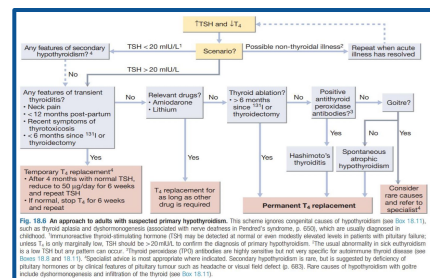 ↑TSH and ↓T₄
TSH < 20 mIU/L¹
Scenario?
Possible non-thyroidal illness²
Any features of secondary
hypothyroidism? ⁴
Repeat when acute
illness has resolved
No
TSH > 20 mIU/L
Any features of transient
thyroiditis?
• Neck pain
• < 12 months post-partum
• Recent symptoms of
thyrotoxicosis
• < 6 months since ¹³¹I or
thyroidectomy
No
Relevant drugs?
• Amiodarone
• Lithium
No
Thyroid ablation?
• > 6 months
since ¹³¹I or
thyroidectomy
No
Positive
antithyroid
peroxidase
antibodies?³
No
Goitre?
Yes
Yes
Yes
Yes
No
Yes
Hashimoto's
thyroiditis
Spontaneous
atrophic
hypothyroidism
Temporary T₄ replacement⁴
• After 4 months with normal TSH,
reduce to 50 µg/day for 6 weeks
and repeat TSH
• If normal, stop T₄ for 6 weeks
and repeat
T₄ replacement for
as long as other
drug is required
Permanent T₄ replacement
Consider
rare causes
and refer to
specialist⁴
Fig. 18.6 An approach to adults with suspected primary hypothyroidism. This scheme ignores congenital causes of hypothyroidism (see Box 18.11),
such as thyroid aplasia and dyshormonogenesis (associated with nerve deafness in Pendred's syndrome, p. 650), which are usually diagnosed in
childhood. ¹Immunoreactive thyroid-stimulating hormone (TSH) may be detected at normal or even modestly elevated levels in patients with pituitary failure;
unless T₄ is only marginally low, TSH should be >20 mIU/L to confirm the diagnosis of primary hypothyroidism. ²The usual abnormality in sick euthyroidism
is a low TSH but any pattern can occur. ³Thyroid peroxidase (TPO) antibodies are highly sensitive but not very specific for autoimmune thyroid disease (see
Boxes 18.8 and 18.11). ⁴Specialist advice is most appropriate where indicated. Secondary hypothyroidism is rare, but is suggested by deficiency of
pituitary hormones or by clinical features of pituitary tumour such as headache or visual field defect (p. 683). Rare causes of hypothyroidism with goitre
include dyshormonogenesis and infiltration of the thyroid (see Box 18.11).